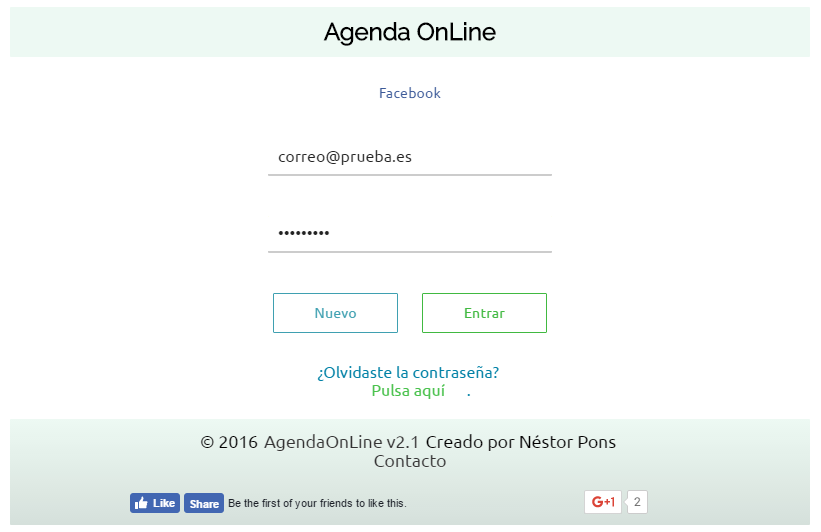 Agenda OnLine
Facebook
correo@prueba.es
•••••••••
Nuevo Entrar
¿Olvidaste la contraseña?
Pulsa aquí .
© 2016 AgendaOnLine v2.1 Creado por Néstor Pons
Contacto
Like Share Be the first of your friends to like this. G+1 2